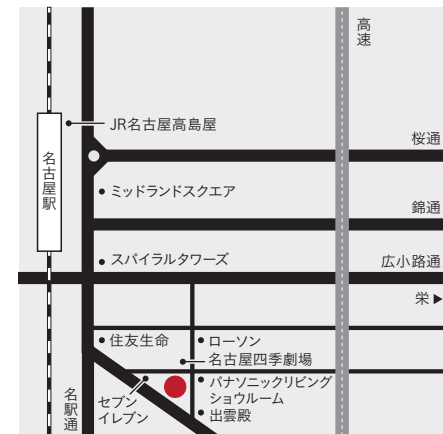 高速
JR名古屋高島屋
桜通
名古屋駅
ミッドランドスクエア
錦通
スパイラルタワーズ
広小路通
栄▶
住友生命
ローソン
名古屋四季劇場
パナソニックリビング
ショウルーム
セブン
イレブン
出雲殿
名駅通